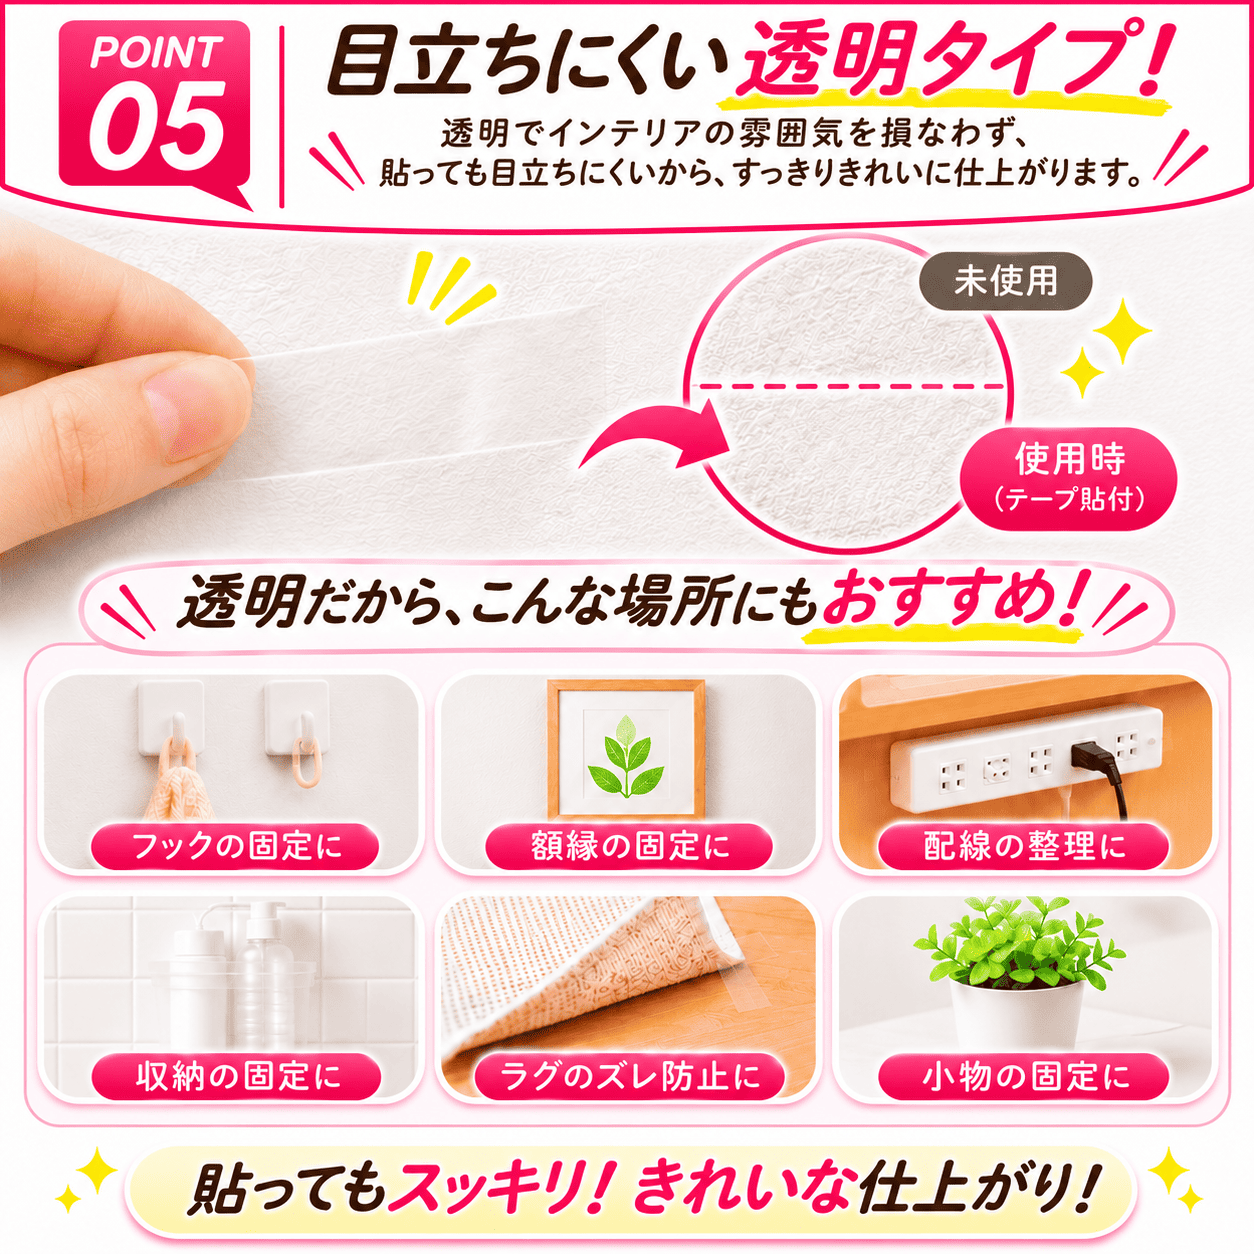 POINT
05
目立ちにくい透明タイプ!
透明でインテリアの雰囲気を損なわず、
貼っても目立ちにくいから、すっきりきれいに仕上がります。
未使用
使用時
(テープ貼付)
透明だから、こんな場所にもおすすめ!
フックの固定に
額縁の固定に
配線の整理に
収納の固定に
ラグのズレ防止に
小物の固定に
貼ってもスッキリ!きれいな仕上がり!